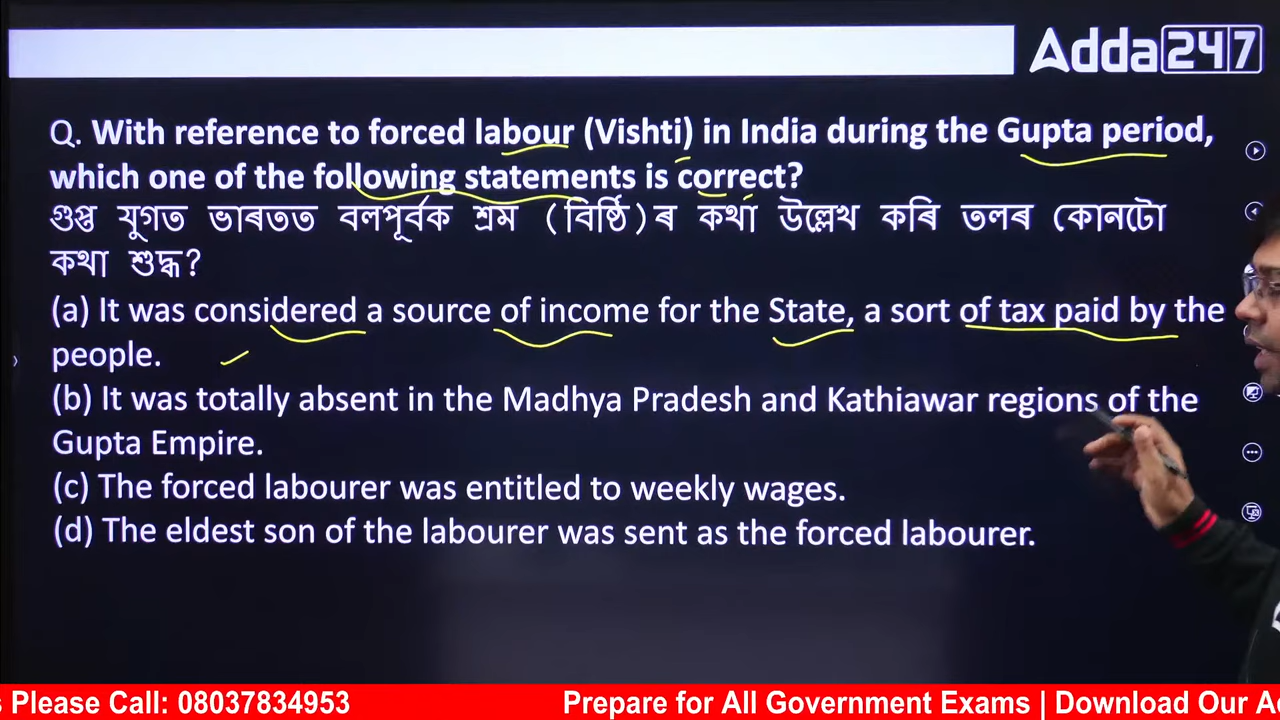 Adda247
Q. With reference to forced labour (Vishti) in India during the Gupta period,
which one of the following statements is correct?
গুপ্ত যুগত ভাৰতত বলপূৰ্বক শ্ৰম (বিষ্ঠি)ৰ কথা উল্লেখ কৰি তলৰ কোনটো
কথা শুদ্ধ?
(a) It was considered a source of income for the State, a sort of tax paid by the
people.
(b) It was totally absent in the Madhya Pradesh and Kathiawar regions of the
Gupta Empire.
(c) The forced labourer was entitled to weekly wages.
(d) The eldest son of the labourer was sent as the forced labourer.
s Please Call: 08037834953 Prepare for All Government Exams | Download Our A